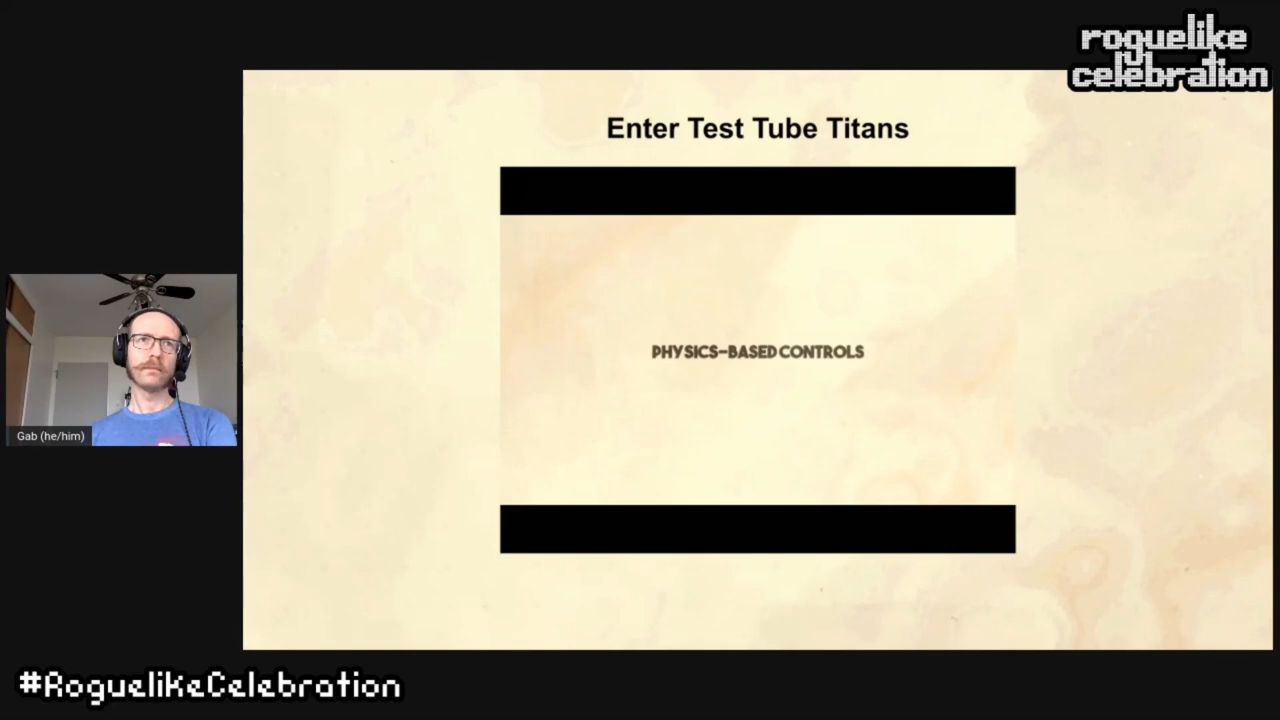 roguelike
celebration
Enter Test Tube Titans
PHYSICS-BASED CONTROLS
Gab (he/him)
#RoguelikeCelebration